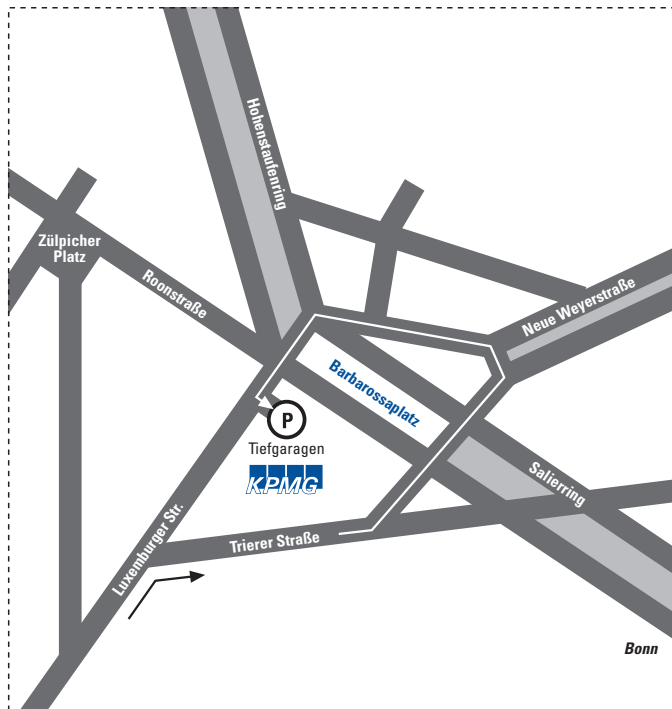 Hohenstaufenring
Zülpicher
Platz
Roonstraße
Neue Weyerstraße
Barbarossaplatz
P
Tiefgaragen
KPMG
Salierring
Luxemburger Str.
Trierer Straße
Bonn